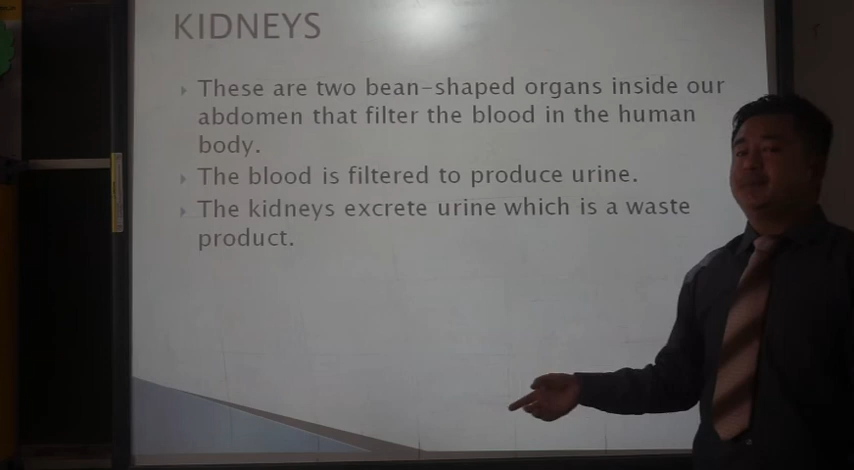 KIDNEYS
These are two bean-shaped organs inside our
abdomen that filter the blood in the human
body.
The blood is filtered to produce urine.
The kidneys excrete urine which is a waste
product.